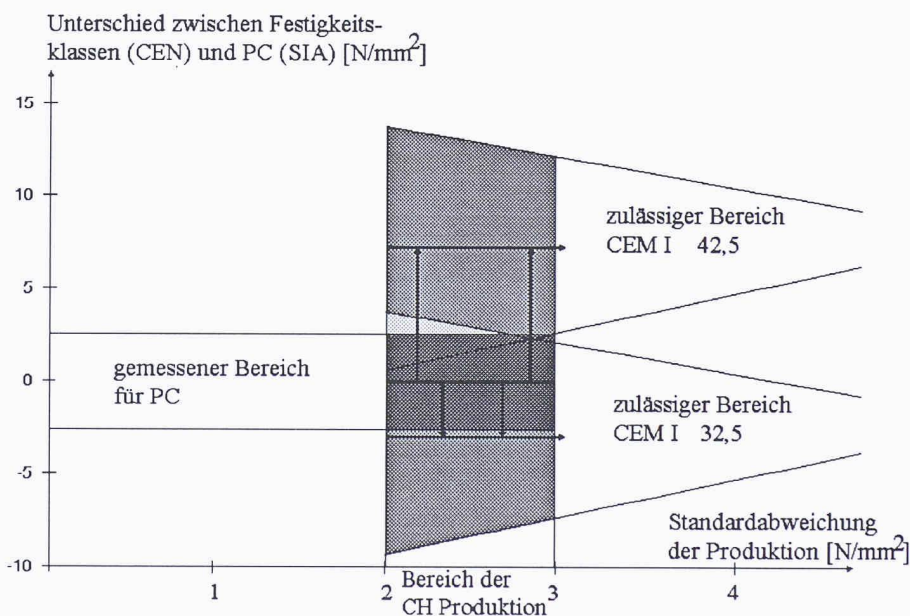 Unterschied zwischen Festigkeits-
klassen (CEN) und PC (SIA) [N/mm²]
15
10
5
0
-5
-10
zulässiger Bereich
CEM I 42,5
gemessener Bereich
für PC
zulässiger Bereich
CEM I 32,5
Standardabweichung
der Produktion [N/mm²]
1
2
3
4
Bereich der
CH Produktion